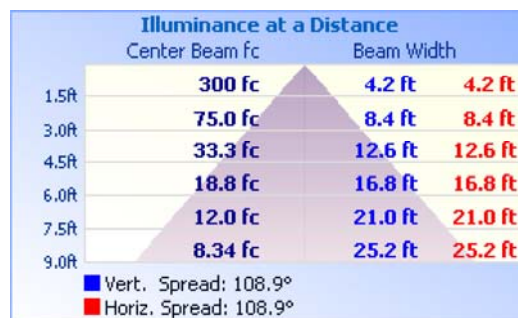 Illuminance at a Distance
Center Beam fc Beam Width
1.5ft 300 fc 4.2 ft 4.2 ft
3.0ft 75.0 fc 8.4 ft 8.4 ft
4.5ft 33.3 fc 12.6 ft 12.6 ft
6.0ft 18.8 fc 16.8 ft 16.8 ft
7.5ft 12.0 fc 21.0 ft 21.0 ft
9.0ft 8.34 fc 25.2 ft 25.2 ft
Vert. Spread: 108.9°
Horiz. Spread: 108.9°